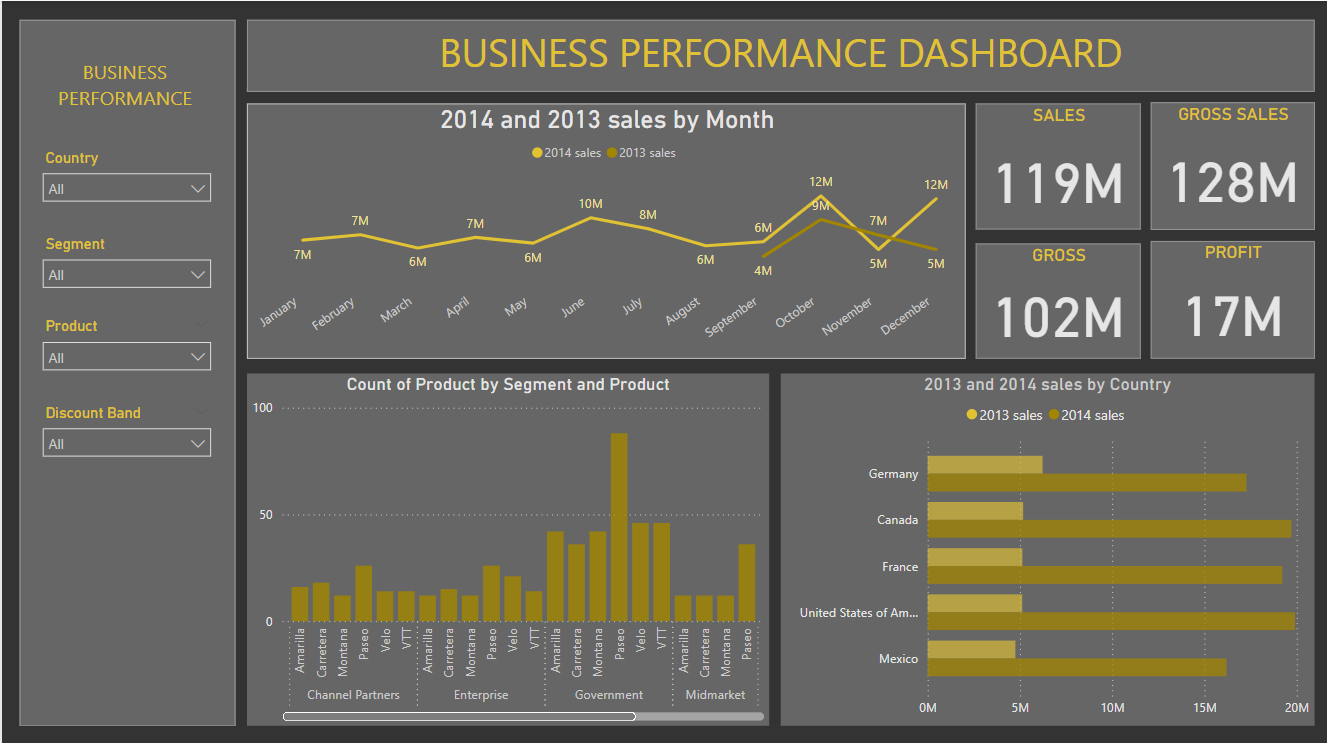 BUSINESS
PERFORMANCE
Country
All
Segment
All
Product
All
Discount Band
All
BUSINESS PERFORMANCE DASHBOARD
2014 and 2013 sales by Month
2014 sales 2013 sales
7M 7M 6M 7M 6M 10M 8M 6M 6M 12M 5M 12M
4M 9M 7M 5M
January February March April May June July August September October November December
SALES
119M
GROSS SALES
128M
GROSS
102M
PROFIT
17M
Count of Product by Segment and Product
100
50
0
Amarilla Carretera Montana Paseo Velo VTT Amarilla Carretera Montana Paseo Velo VTT Amarilla Carretera Montana Paseo Velo VTT Amarilla Carretera Montana Paseo
Channel Partners Enterprise Government Midmarket
2013 and 2014 sales by Country
2013 sales 2014 sales
Germany
Canada
France
United States of Am...
Mexico
0M 5M 10M 15M 20M